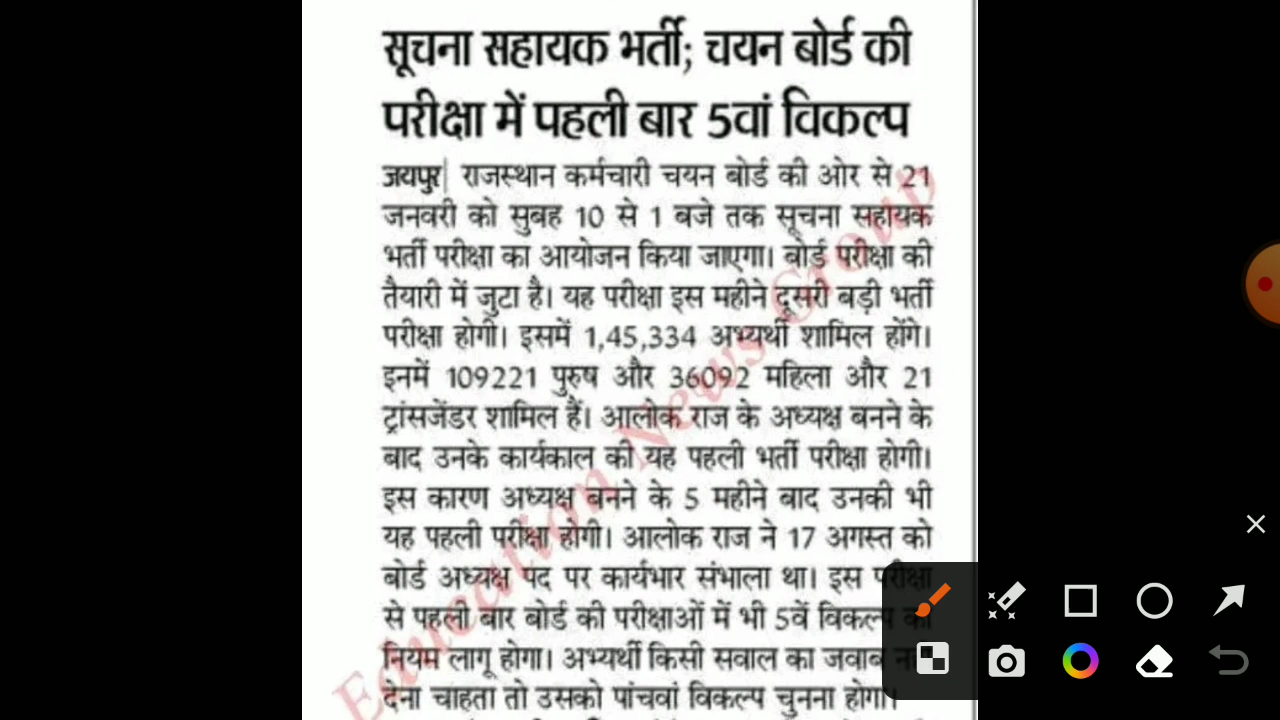 सूचना सहायक भर्ती; चयन बोर्ड की
परीक्षा में पहली बार 5वां विकल्प
जयपुर| राजस्थान कर्मचारी चयन बोर्ड की ओर से 21
जनवरी को सुबह 10 से 1 बजे तक सूचना सहायक
भर्ती परीक्षा का आयोजन किया जाएगा। बोर्ड परीक्षा की
तैयारी में जुटा है। यह परीक्षा इस महीने दूसरी बड़ी भर्ती
परीक्षा होगी। इसमें 1,45,334 अभ्यर्थी शामिल होंगे।
इनमें 109221 पुरुष और 36092 महिला और 21
ट्रांसजेंडर शामिल हैं। आलोक राज के अध्यक्ष बनने के
बाद उनके कार्यकाल की यह पहली भर्ती परीक्षा होगी।
इस कारण अध्यक्ष बनने के 5 महीने बाद उनकी भी
यह पहली परीक्षा होगी। आलोक राज ने 17 अगस्त को
बोर्ड अध्यक्ष पद पर कार्यभार संभाला था। इस परीक्षा
से पहली बार बोर्ड की परीक्षाओं में भी 5वें विकल्प का
नियम लागू होगा। अभ्यर्थी किसी सवाल का जवाब
देना चाहता तो उसको पांचवां विकल्प चुनना होगा।
Education News Group